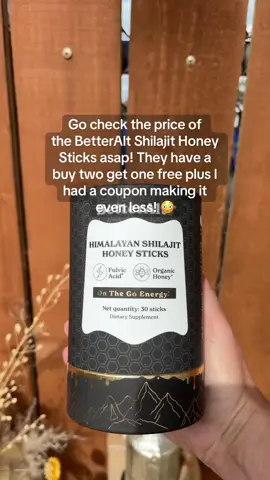 Go check the price of
the BetterAlt Shilajit Honey
Sticks asap! They have a
buy two get one free plus I
had a coupon making it
even less! 😳
HIMALAYAN SHILAJIT
HONEY STICKS
Fulvic
Acid*
Organic
Honey*
On The Go Energy*
Net quantity: 30 sticks
Dietary Supplement